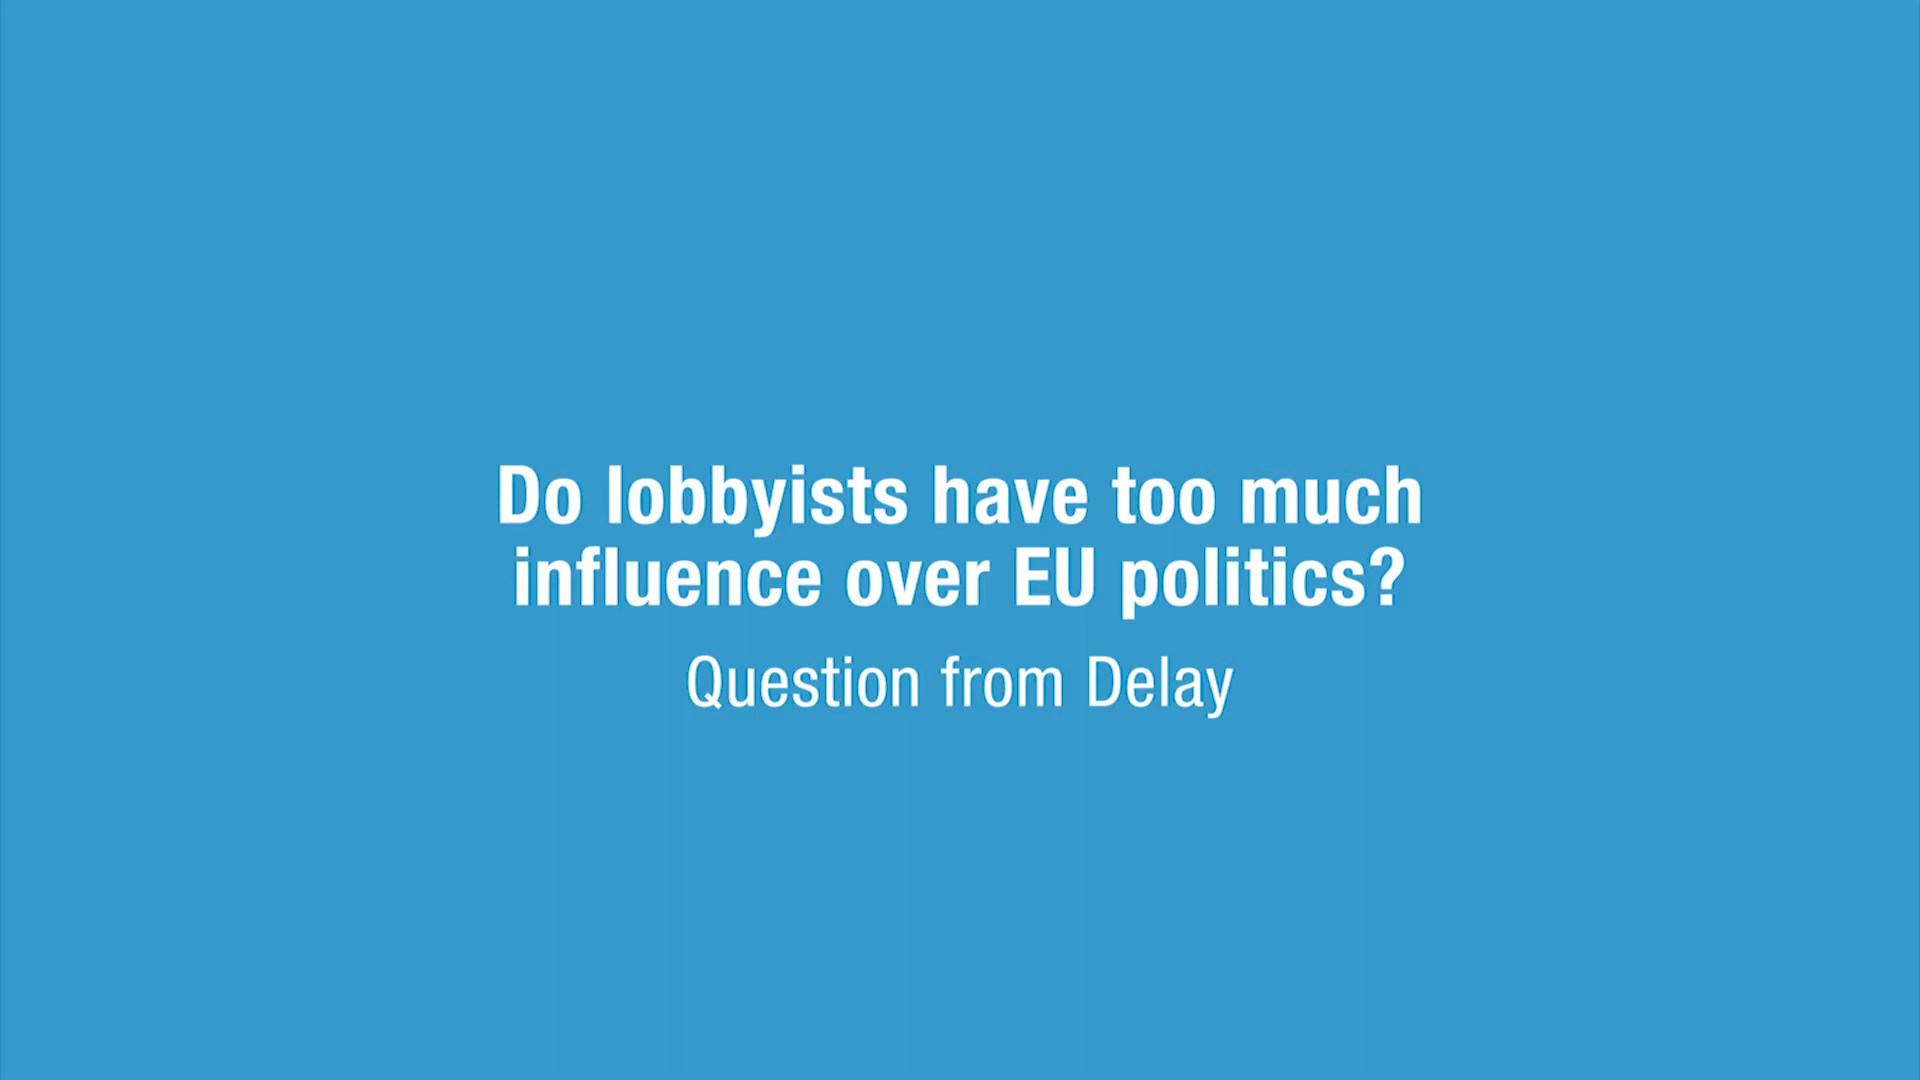 Do lobbyists have too much
influence over EU politics?
Question from Delay